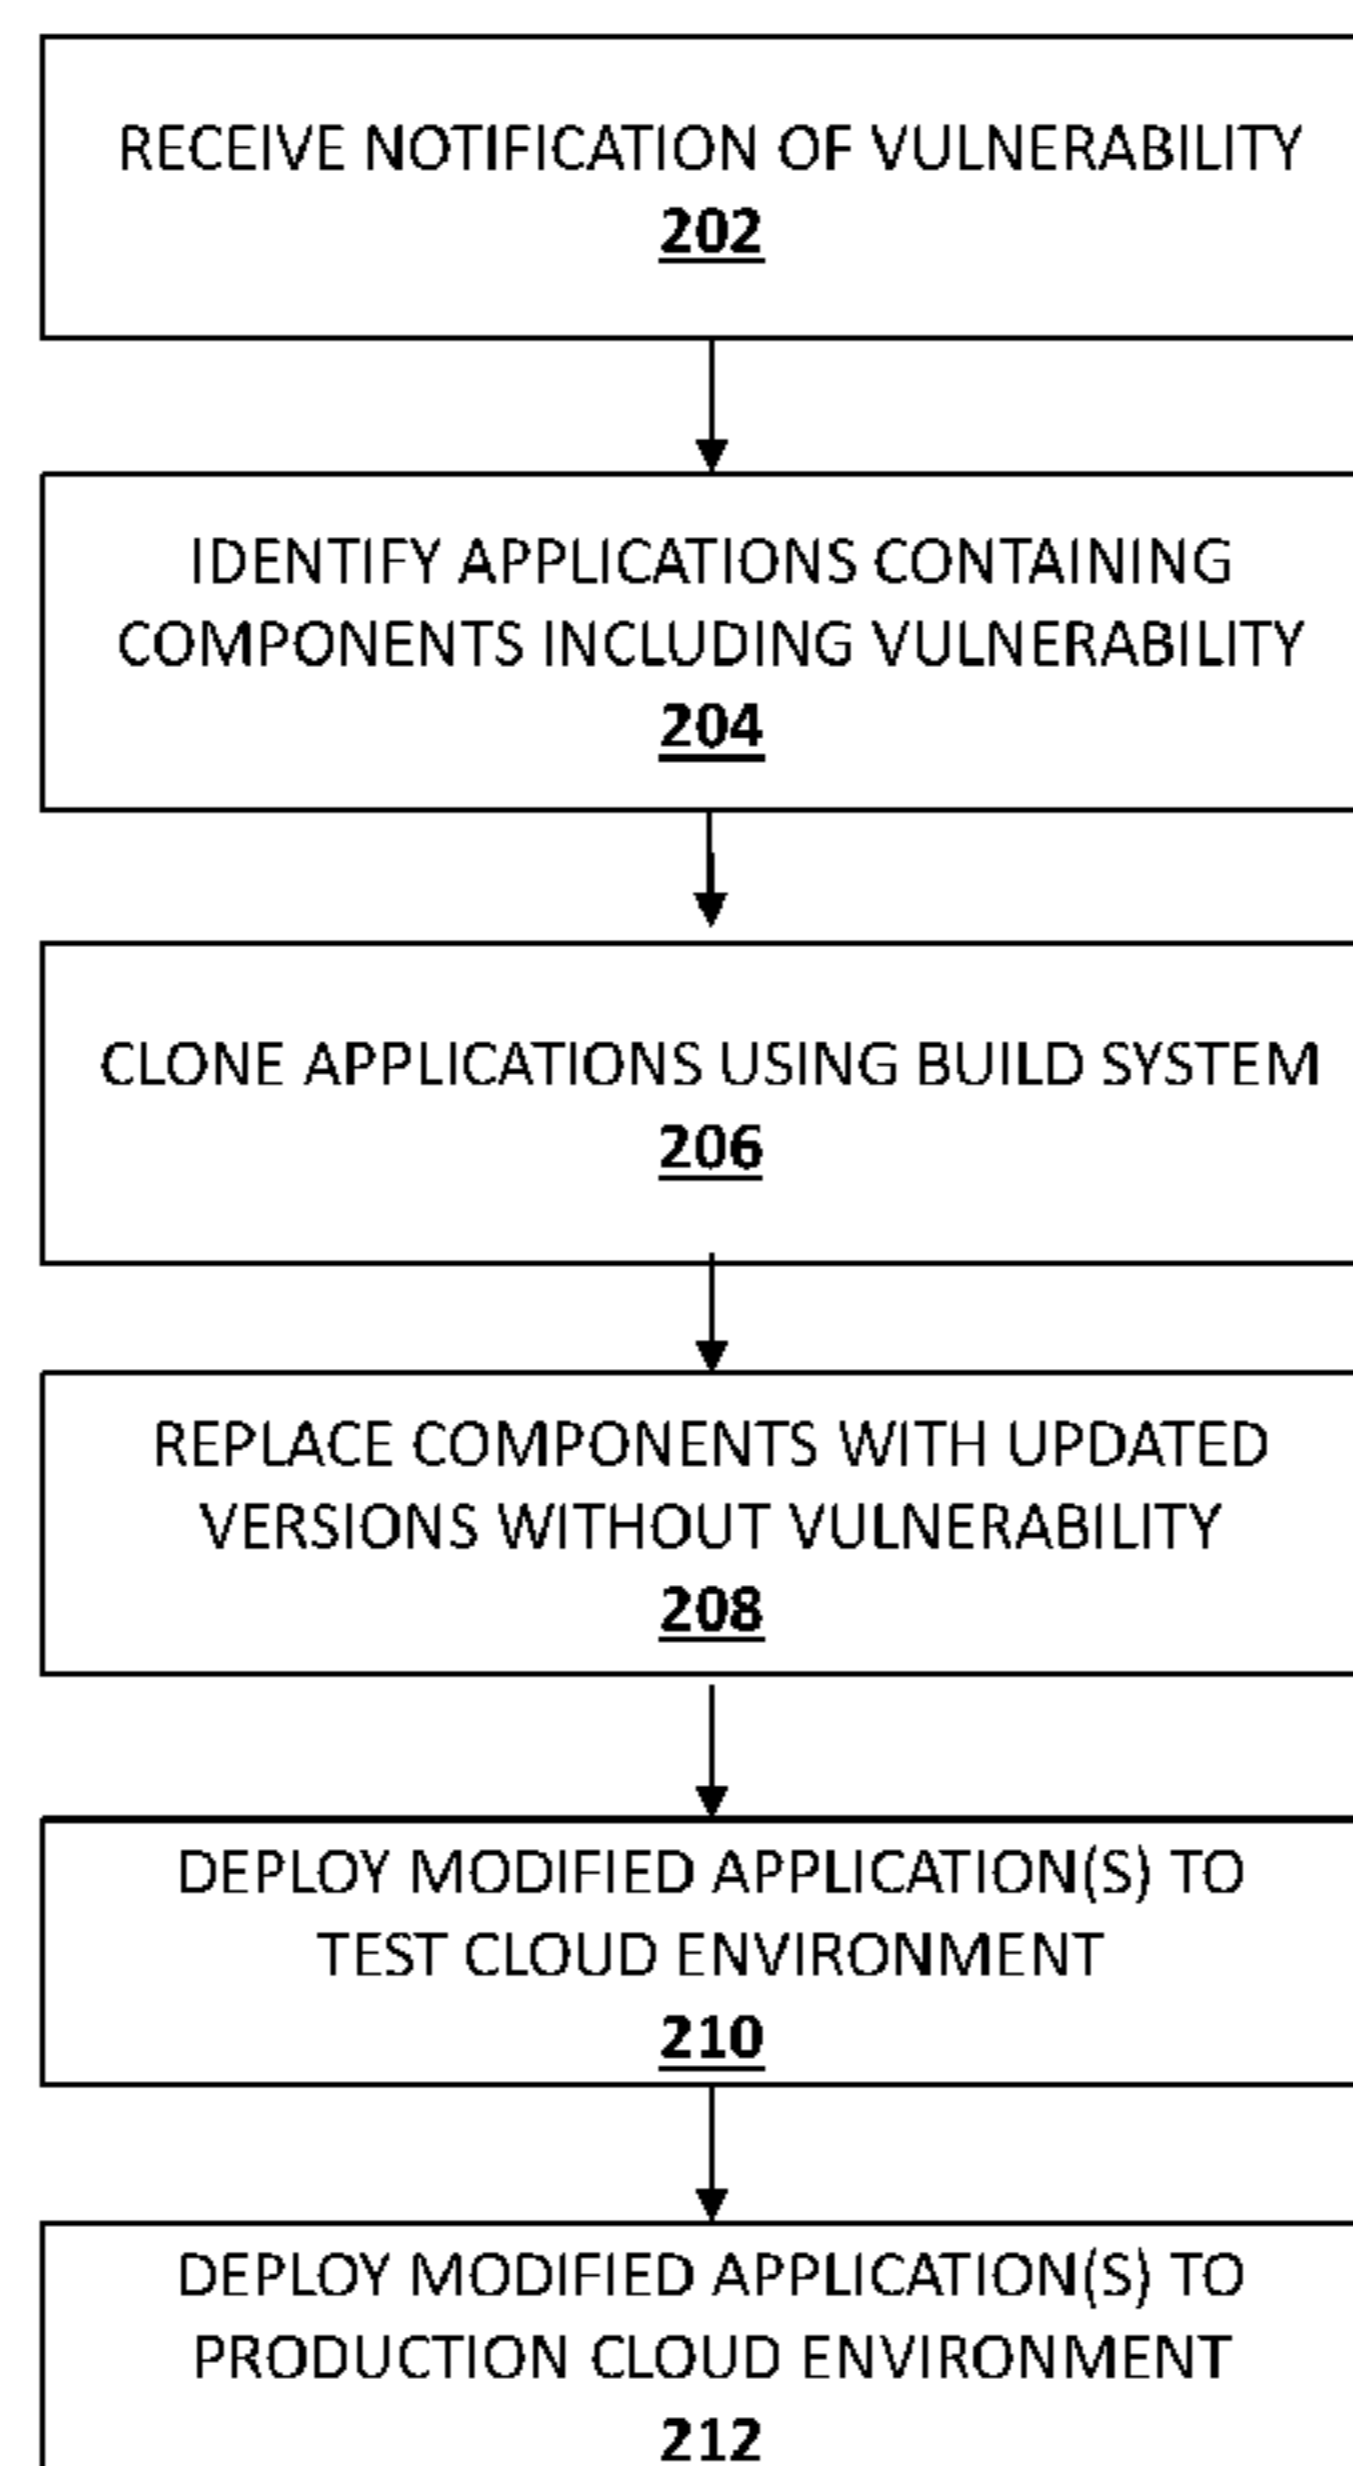 RECEIVE NOTIFICATION OF VULNERABILITY
202
IDENTIFY APPLICATIONS CONTAINING
COMPONENTS INCLUDING VULNERABILITY
204
CLONE APPLICATIONS USING BUILD SYSTEM
206
REPLACE COMPONENTS WITH UPDATED
VERSIONS WITHOUT VULNERABILITY
208
DEPLOY MODIFIED APPLICATION(S) TO
TEST CLOUD ENVIRONMENT
210
DEPLOY MODIFIED APPLICATION(S) TO
PRODUCTION CLOUD ENVIRONMENT
212